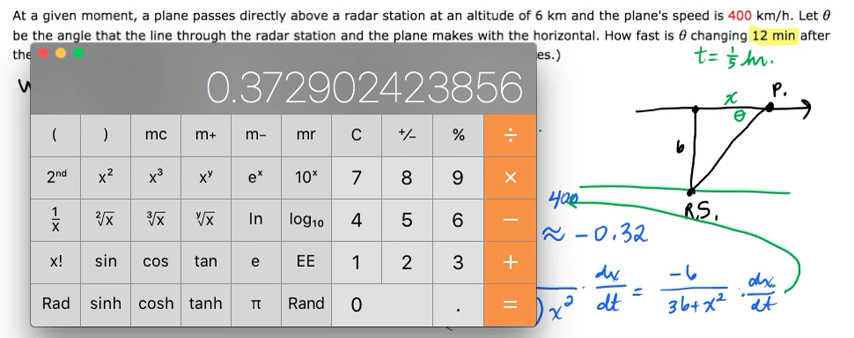 At a given moment, a plane passes directly above a radar station at an altitude of 6 km and the plane's speed is 400 km/h. Let θ
be the angle that the line through the radar station and the plane makes with the horizontal. How fast is θ changing 12 min after
the es.)
t = 1/5 hr.
0.372902423856
( ) mc m+ m- mr C +/- % ÷
2nd x² x³ xʸ eˣ 10ˣ 7 8 9 ×
1/x ²√x ³√x ʸ√x ln log₁₀ 4 5 6 −
x! sin cos tan e EE 1 2 3 +
Rad sinh cosh tanh π Rand 0 . =
x P.
θ
6
R.S.
400
≈ -0.32
) x² · dx/dt = -6/(36+x²) · dx/dt